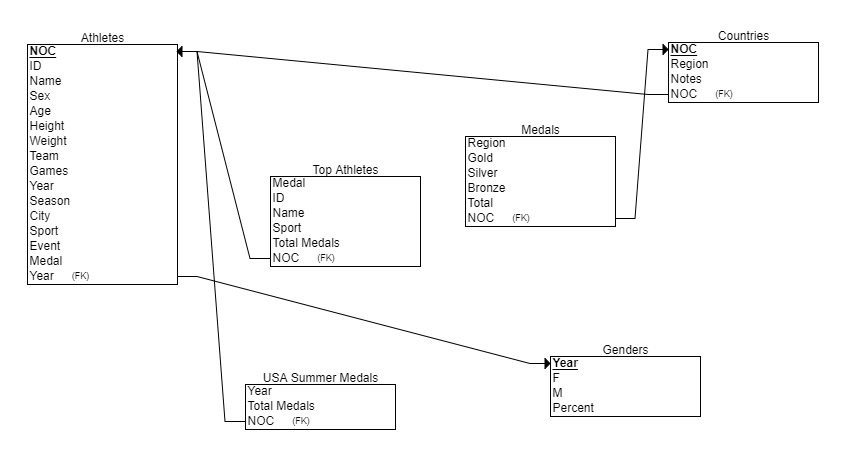 Athletes
NOC
ID
Name
Sex
Age
Height
Weight
Team
Games
Year
Season
City
Sport
Event
Medal
Year (FK)
Countries
NOC
Region
Notes
NOC (FK)
Medals
Region
Gold
Silver
Bronze
Total
NOC (FK)
Top Athletes
Medal
ID
Name
Sport
Total Medals
NOC (FK)
Genders
Year
F
M
Percent
USA Summer Medals
Year
Total Medals
NOC (FK)